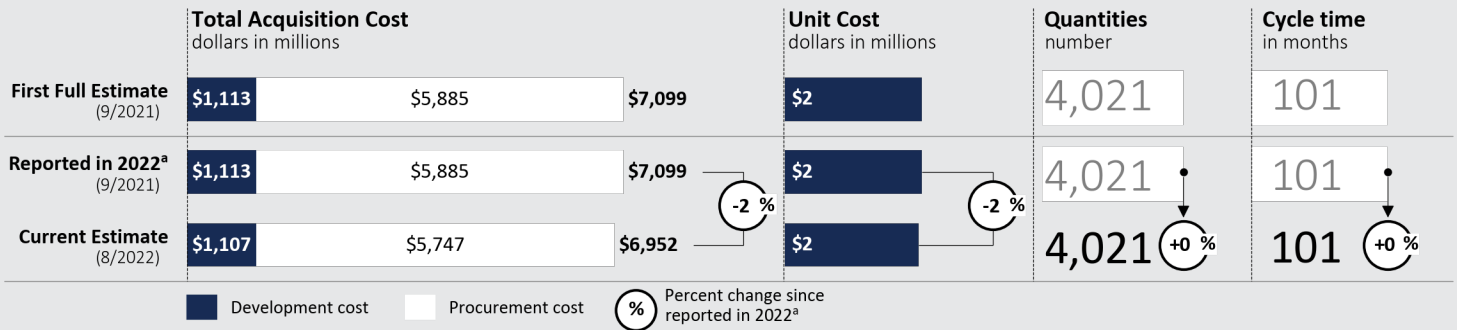 Total Acquisition Cost
dollars in millions
Unit Cost
dollars in millions
Quantities
number
Cycle time
in months
First Full Estimate
(9/2021)
$1,113
$5,885
$7,099
$2
4,021
101
Reported in 2022ª
(9/2021)
$1,113
$5,885
$7,099
$2
4,021
101
-2 %
-2 %
Current Estimate
(8/2022)
$1,107
$5,747
$6,952
$2
4,021
+0 %
101
+0 %
Development cost
Procurement cost
%
Percent change since
reported in 2022ª